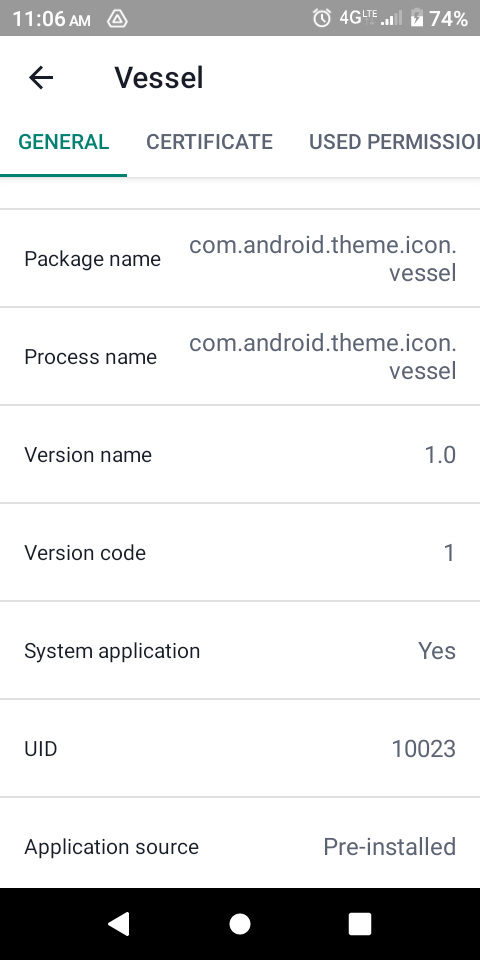 11:06 AM 4G LTE 74%
Vessel
GENERAL CERTIFICATE USED PERMISSIO
Package name com.android.theme.icon.
vessel
Process name com.android.theme.icon.
vessel
Version name 1.0
Version code 1
System application Yes
UID 10023
Application source Pre-installed